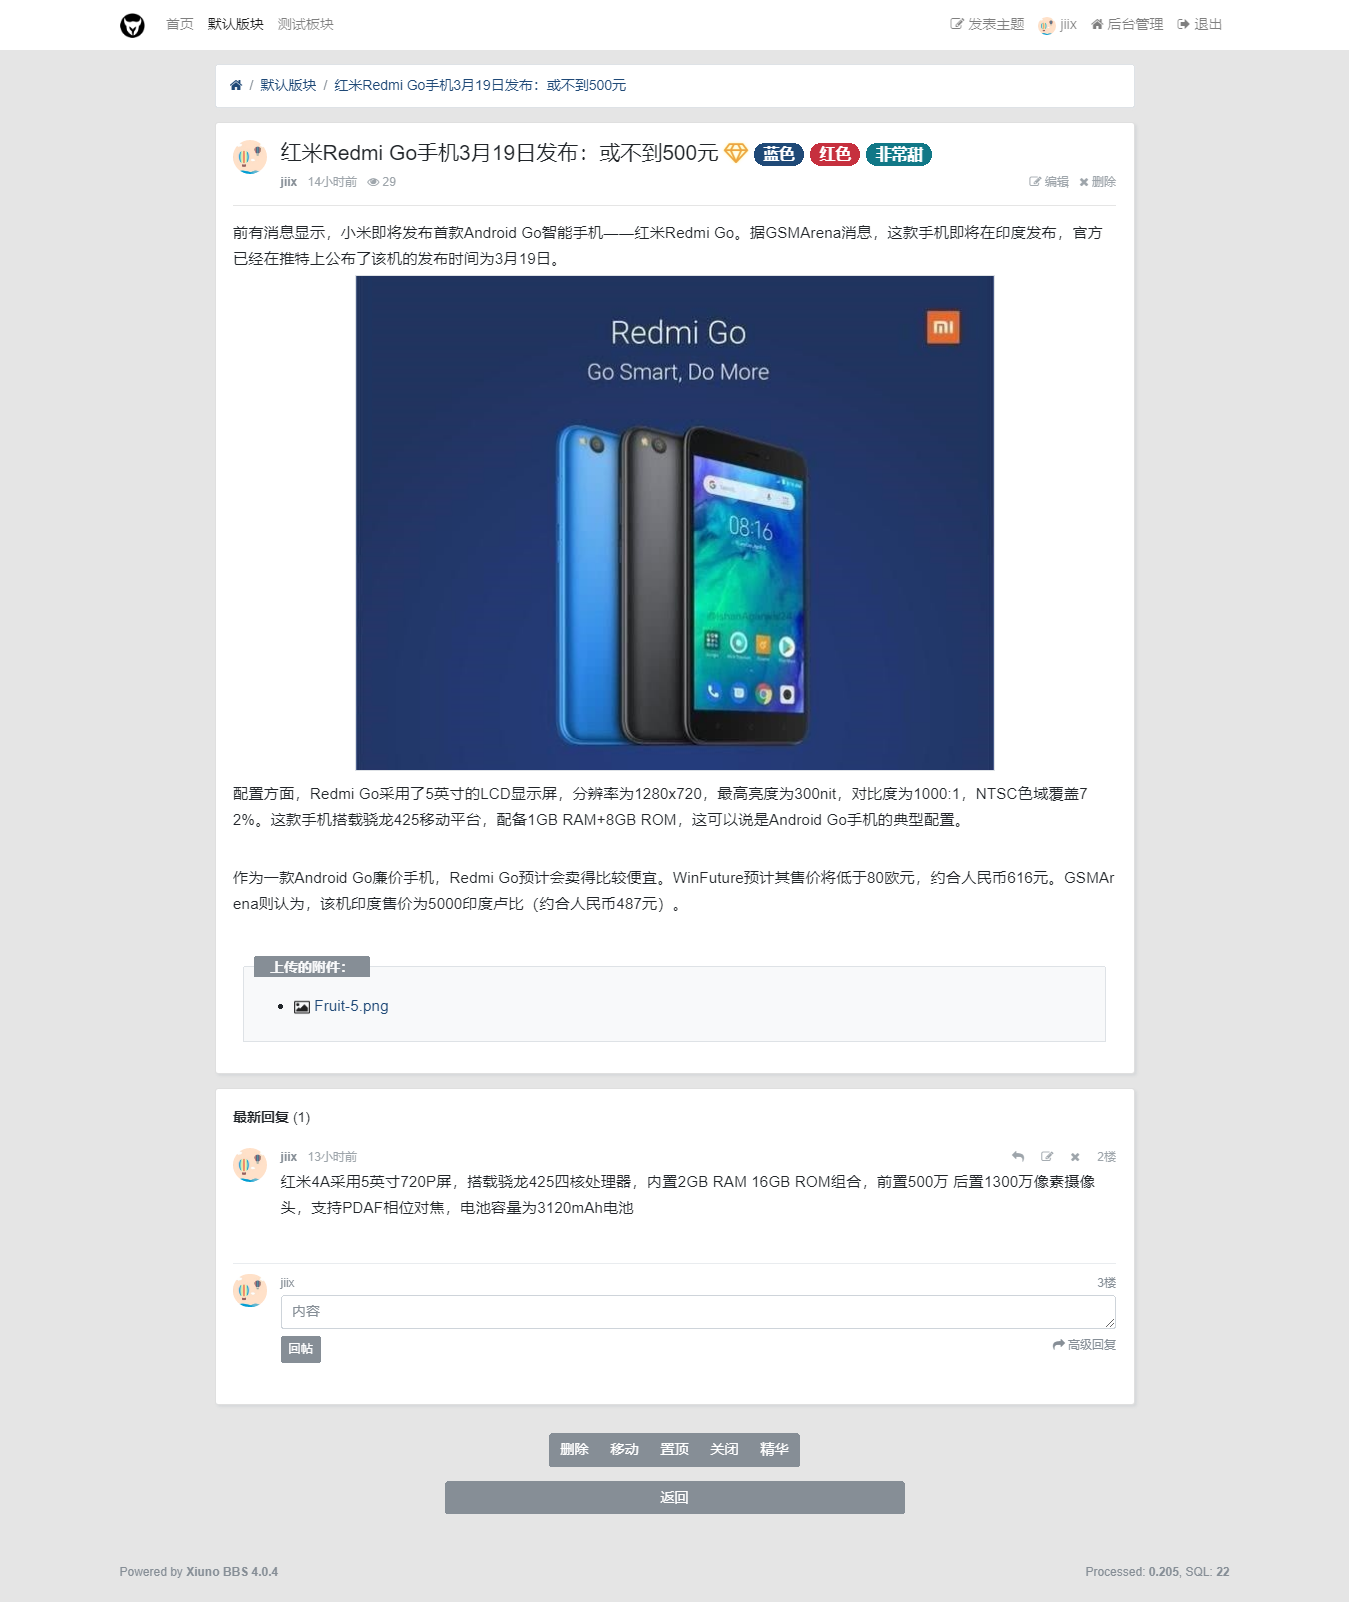 首页 默认版块 测试板块 发表主题 jiix 后台管理 退出
/ 默认版块 / 红米Redmi Go手机3月19日发布：或不到500元
红米Redmi Go手机3月19日发布：或不到500元 蓝色 红色 非常甜
jiix 14小时前 29 编辑 删除
前有消息显示，小米即将发布首款Android Go智能手机——红米Redmi Go。据GSMArena消息，这款手机即将在印度发布，官方
已经在推特上公布了该机的发布时间为3月19日。
Redmi Go
Go Smart, Do More
08:16
配置方面，Redmi Go采用了5英寸的LCD显示屏，分辨率为1280x720，最高亮度为300nit，对比度为1000:1，NTSC色域覆盖7
2%。这款手机搭载骁龙425移动平台，配备1GB RAM+8GB ROM，这可以说是Android Go手机的典型配置。
作为一款Android Go廉价手机，Redmi Go预计会卖得比较便宜。WinFuture预计其售价将低于80欧元，约合人民币616元。GSMAr
ena则认为，该机印度售价为5000印度卢比（约合人民币487元）。
上传的附件：
Fruit-5.png
最新回复 (1)
jiix 13小时前 2楼
红米4A采用5英寸720P屏，搭载骁龙425四核处理器，内置2GB RAM 16GB ROM组合，前置500万 后置1300万像素摄像
头，支持PDAF相位对焦，电池容量为3120mAh电池
jiix 3楼
内容
回帖 高级回复
删除 移动 置顶 关闭 精华
返回
Powered by Xiuno BBS 4.0.4 Processed: 0.205, SQL: 22